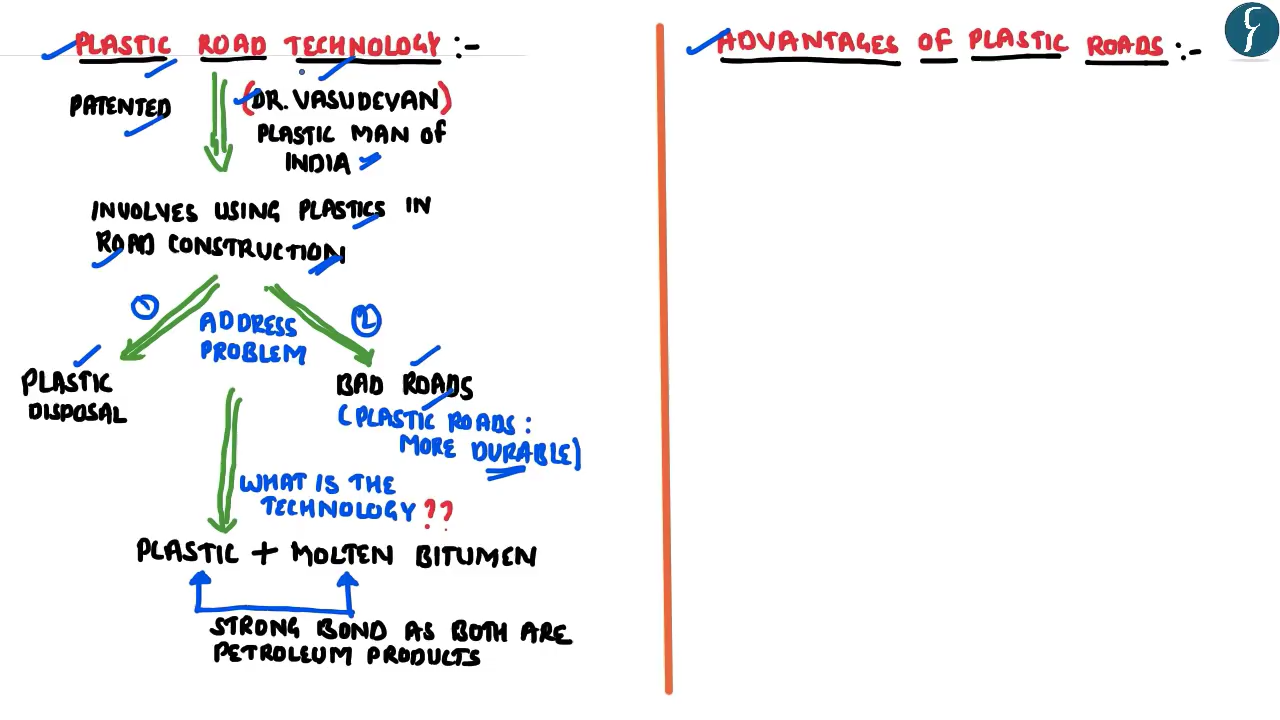 PLASTIC ROAD TECHNOLOGY :-
PATENTED
(DR. VASUDEVAN)
PLASTIC MAN OF
INDIA
INVOLVES USING PLASTICS IN
ROAD CONSTRUCTION
1
2
ADDRESS
PROBLEM
PLASTIC
DISPOSAL
BAD ROADS
(PLASTIC ROADS :
MORE DURABLE)
WHAT IS THE
TECHNOLOGY ??
PLASTIC + MOLTEN BITUMEN
STRONG BOND AS BOTH ARE
PETROLEUM PRODUCTS
ADVANTAGES OF PLASTIC ROADS :-